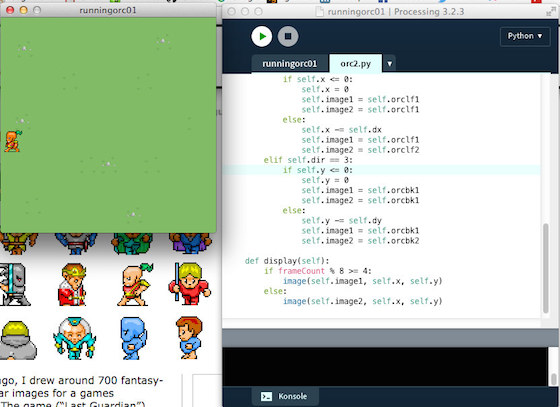 runningorc01
runningorc01 | Processing 3.2.3
Python
runningorc01
orc2.py
if self.x <= 0:
self.x = 0
self.image1 = self.orclf1
self.image2 = self.orclf1
else:
self.x -= self.dx
self.image1 = self.orclf1
self.image2 = self.orclf2
elif self.dir == 3:
if self.y <= 0:
self.y = 0
self.image1 = self.orcbk1
self.image2 = self.orcbk1
else:
self.y -= self.dy
self.image1 = self.orcbk1
self.image2 = self.orcbk2
def display(self):
if frameCount % 8 >= 4:
image(self.image1, self.x, self.y)
else:
image(self.image2, self.x, self.y)
Konsole
go, I drew around 700 fantasy-
ar images for a games
The game ("Last Guardian")